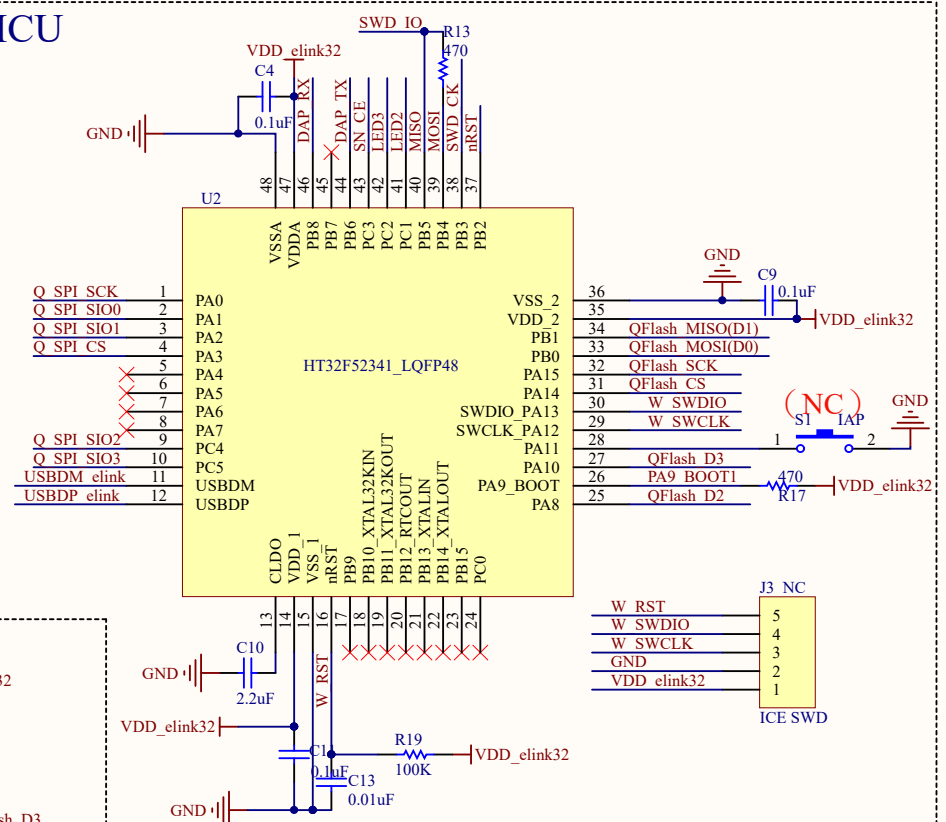 ICU
SWD_IO
R13
470
VDD_elink32
C4
0.1uF
GND
DAP_RX
DAP_TX
SN_CE
LED3
LED2
MISO
MOSI
SWD_CK
nRST
48
47
46
45
44
43
42
41
40
39
38
37
U2
VSSA
VDDA
PB8
PB7
PB6
PC3
PC2
PC1
PB5
PB4
PB3
PB2
Q_SPI_SCK 1 PA0
Q_SPI_SIO0 2 PA1
Q_SPI_SIO1 3 PA2
Q_SPI_CS 4 PA3
5 PA4
6 PA5
7 PA6
8 PA7
Q_SPI_SIO2 9 PC4
Q_SPI_SIO3 10 PC5
USBDM_elink 11 USBDM
USBDP_elink 12 USBDP
HT32F52341_LQFP48
VSS_2 36
VDD_2 35
PB1 34 QFlash_MISO(D1)
PB0 33 QFlash_MOSI(D0)
PA15 32 QFlash_SCK
PA14 31 QFlash_CS
SWDIO_PA13 30 W_SWDIO
SWCLK_PA12 29 W_SWCLK
PA11 28
PA10 27 QFlash_D3
PA9_BOOT 26 PA9_BOOT1
PA8 25 QFlash_D2
GND
C9
0.1uF
VDD_elink32
(NC)
S1 IAP
1 2
GND
470
R17
VDD_elink32
CLDO
VDD_1
VSS_1
nRST
PB9
PB10_XTAL32KIN
PB11_XTAL32KOUT
PB12_RTCOUT
PB13_XTALIN
PB14_XTALOUT
PB15
PC0
13
14
15
16
17
18
19
20
21
22
23
24
C10
GND
2.2uF
W_RST
VDD_elink32
0.1uF
C13
0.01uF
R19
100K
VDD_elink32
GND
J3 NC
W_RST 5
W_SWDIO 4
W_SWCLK 3
GND 2
VDD_elink32 1
ICE SWD
32
sh_D3